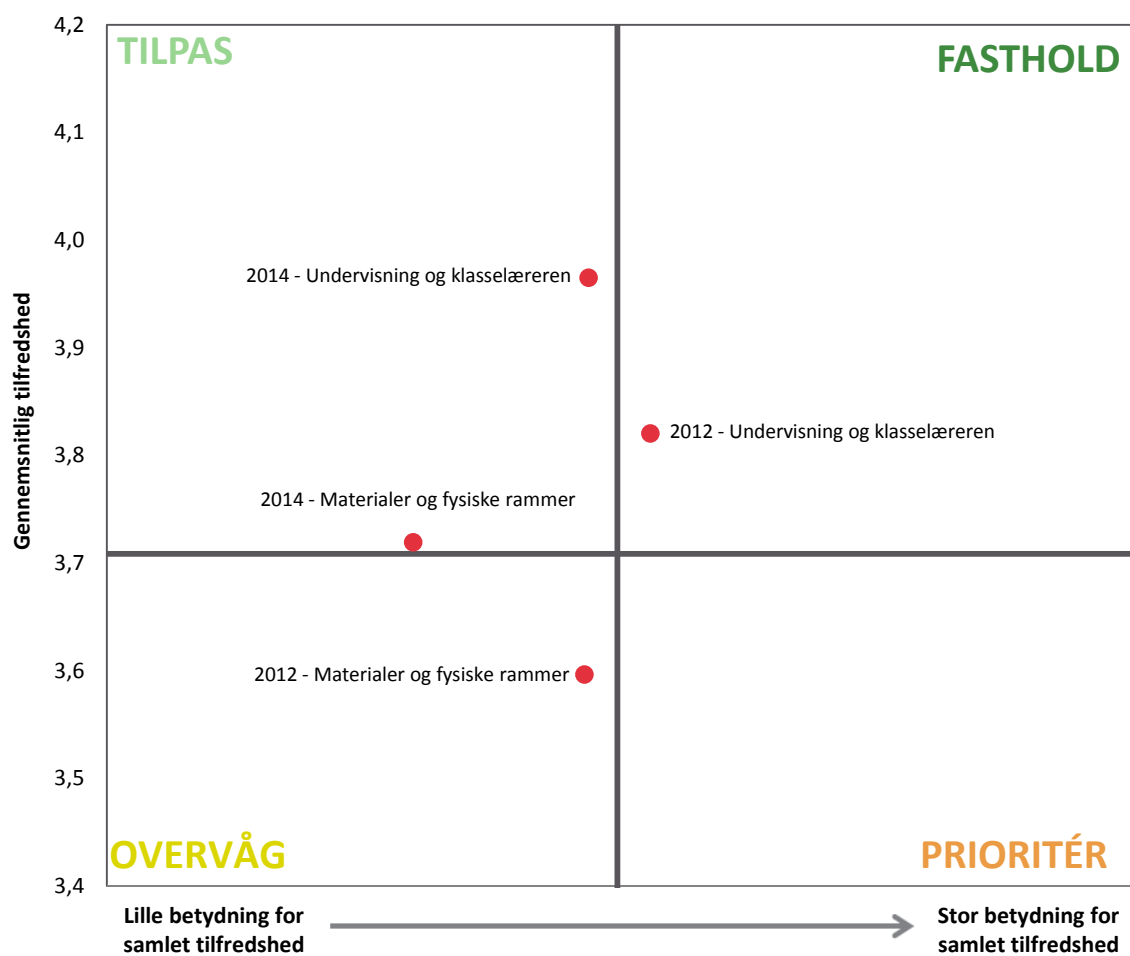 4,2
TILPAS
FASTHOLD
4,1
4,0
2014 - Undervisning og klasselæreren
3,9
Gennemsnitlig tilfredshed
2012 - Undervisning og klasselæreren
3,8
2014 - Materialer og fysiske rammer
3,7
3,6
2012 - Materialer og fysiske rammer
3,5
OVERVÅG
PRIORITÉR
3,4
Lille betydning for
samlet tilfredshed
Stor betydning for
samlet tilfredshed